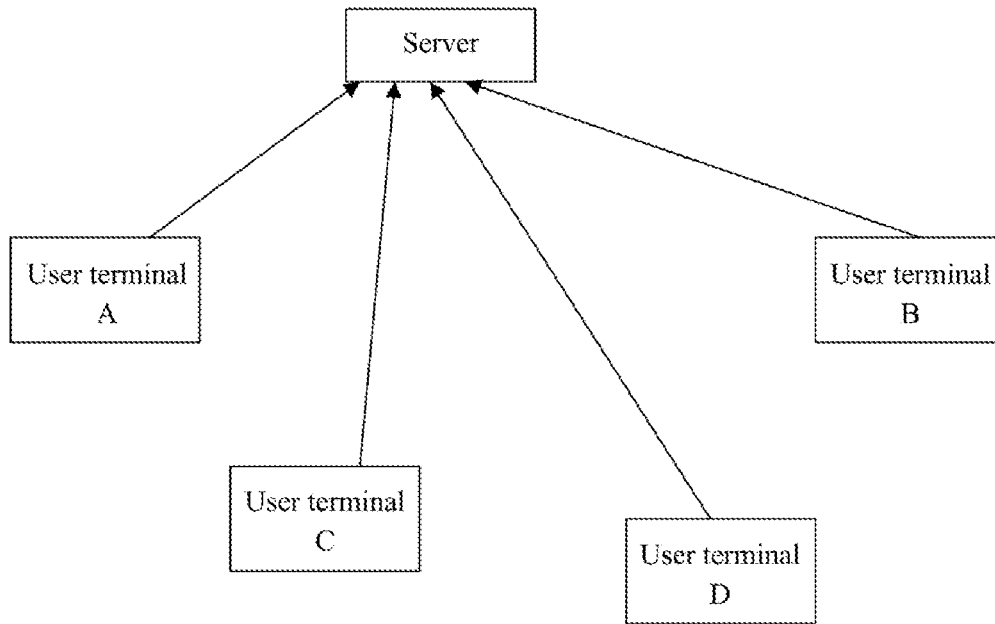 Server
User terminal
A
User terminal
B
User terminal
C
User terminal
D